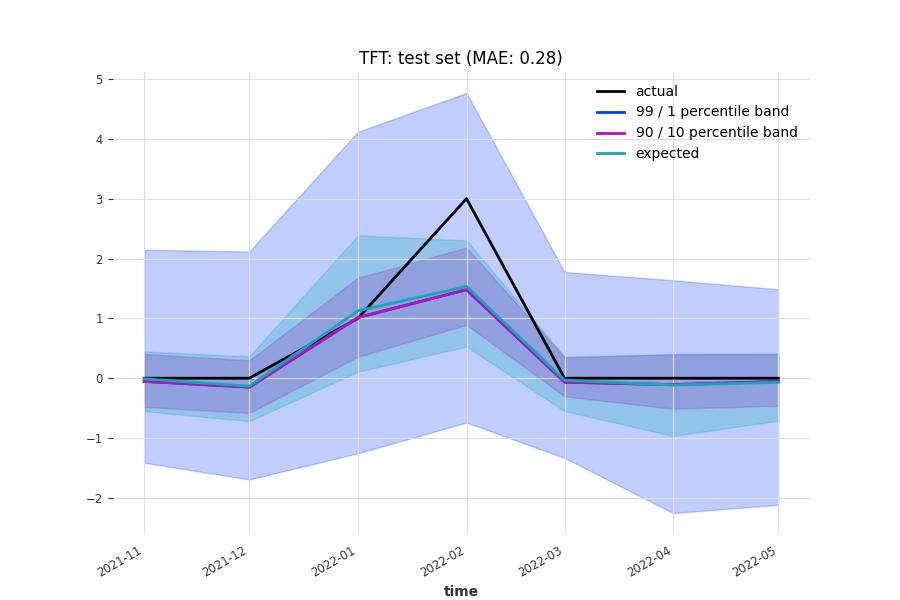 TFT: test set (MAE: 0.28)
actual
99 / 1 percentile band
90 / 10 percentile band
expected
5
4
3
2
1
0
−1
−2
2021-11
2021-12
2022-01
2022-02
2022-03
2022-04
2022-05
time